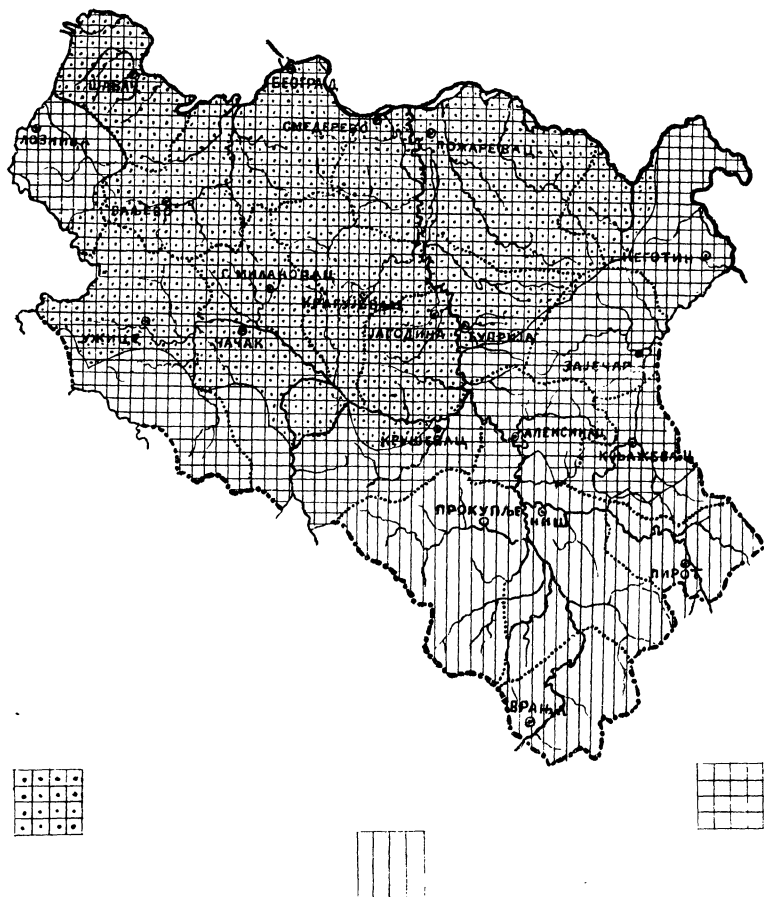 ШАБАЦ
БЕОГРАД
СМЕДЕРЕВО
ЛОЗНИЦА
ПОЖАРЕВАЦ
ВАЉЕВО
НЕГОТИН
Г. МИЛАНОВАЦ
КРАГУЈЕВАЦ
ЈАГОДИНА
ЋУПРИЈА
УЖИЦЕ
ЧАЧАК
ЗАЈЕЧАР
КРУШЕВАЦ
АЛЕКСИНАЦ
КЊАЖЕВАЦ
ПРОКУПЉЕ
НИШ
ПИРОТ
ВРАЊА